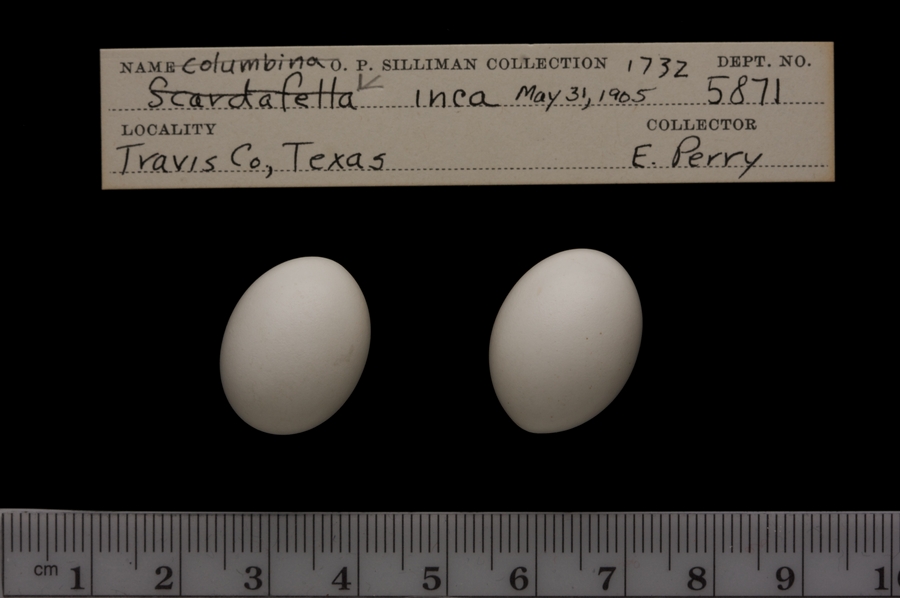 NAME Columbina O. P. SILLIMAN COLLECTION 1732 DEPT. NO.
Scardafella inca May 31, 1905 5871
LOCALITY COLLECTOR
Travis Co, Texas E. Perry
cm 1 2 3 4 5 6 7 8 9 1